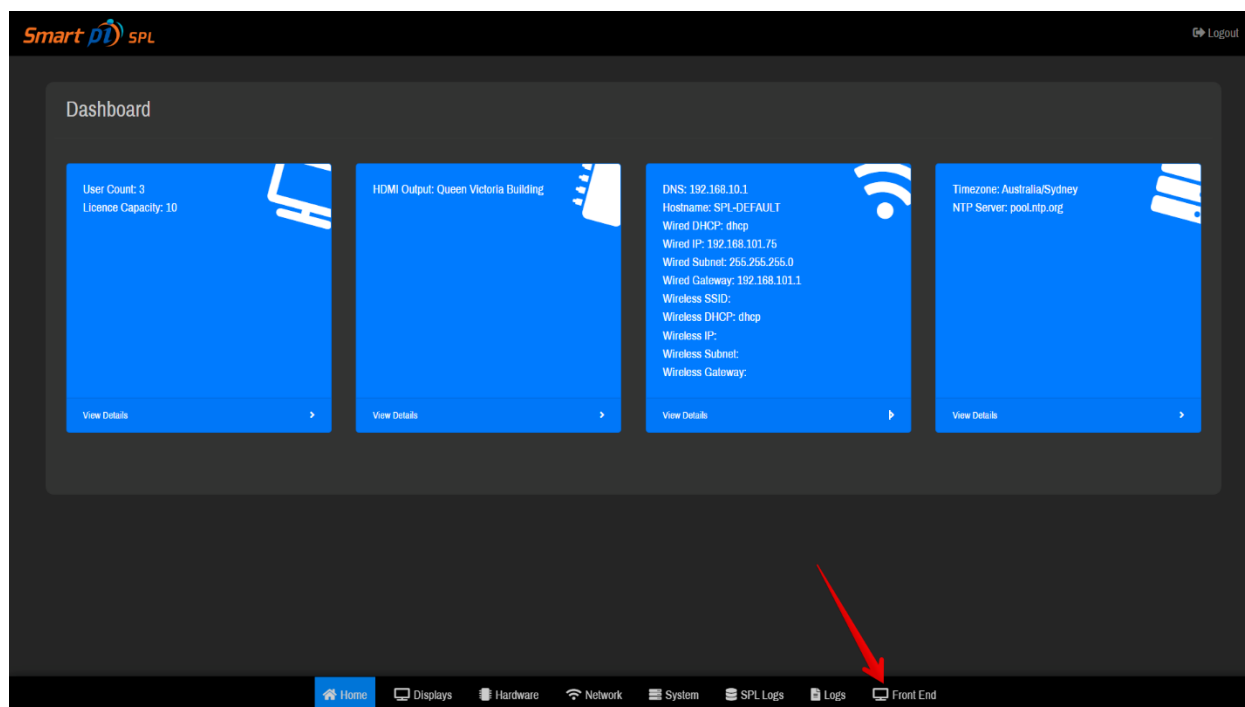 Smart pi SPL
Logout
Dashboard
User Count: 3
Licence Capacity: 10
View Details
HDMI Output: Queen Victoria Building
View Details
DNS: 192.168.10.1
Hostname: SPL-DEFAULT
Wired DHCP: dhcp
Wired IP: 192.168.101.75
Wired Subnet: 255.255.255.0
Wired Gateway: 192.168.101.1
Wireless SSID:
Wireless DHCP: dhcp
Wireless IP:
Wireless Subnet:
Wireless Gateway:
View Details
Timezone: Australia/Sydney
NTP Server: pool.ntp.org
View Details
Home Displays Hardware Network System SPL Logs Logs Front End